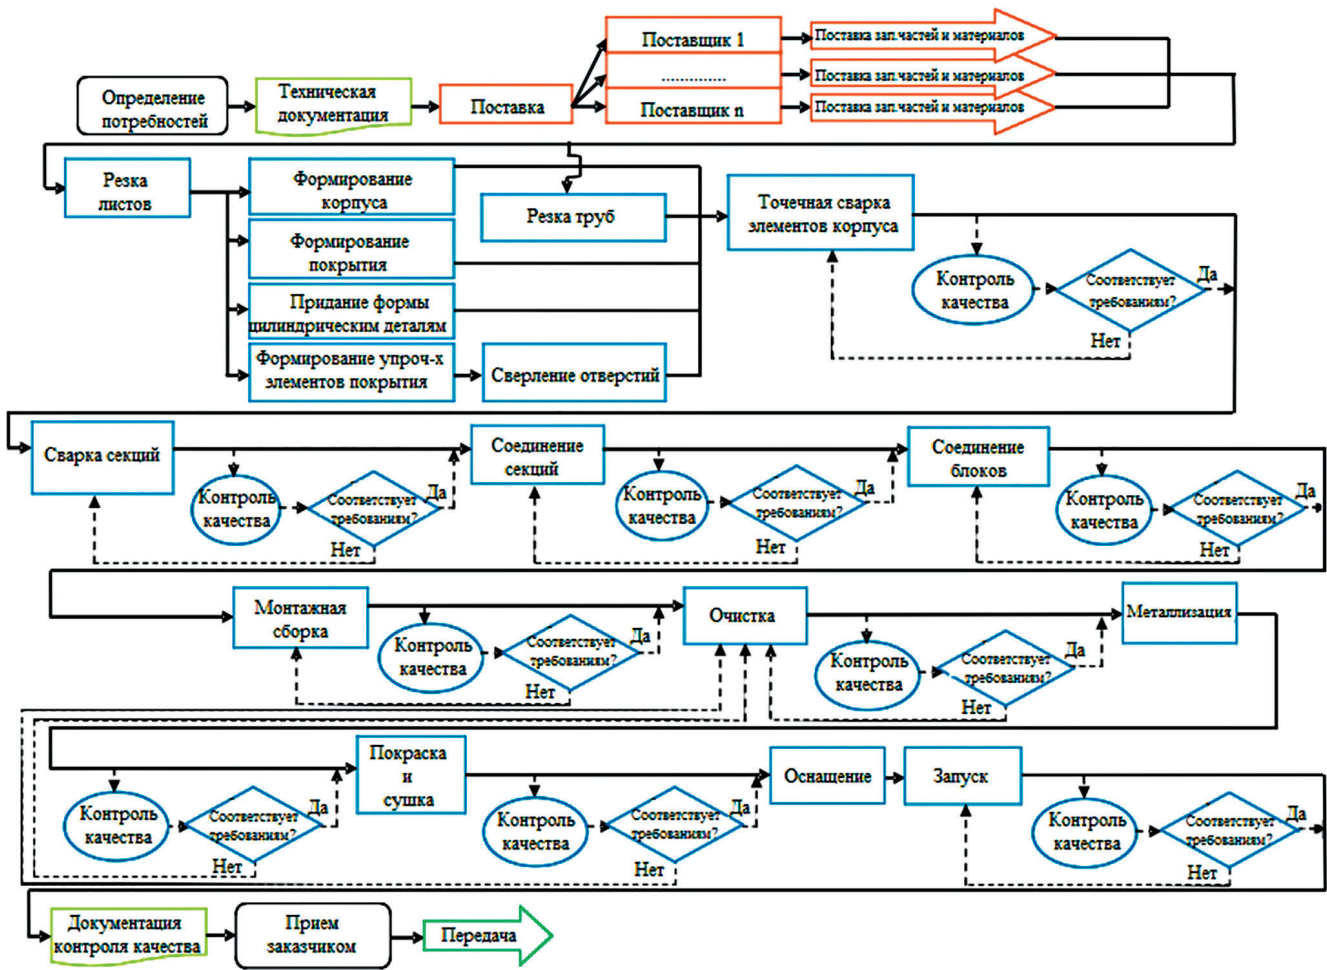 Определение
потребностей
Техническая
документация
Поставка
Поставщик 1
..............
Поставщик n
Поставка зап.частей и материалов
Поставка зап.частей и материалов
Поставка зап.частей и материалов
Резка
листов
Формирование
корпуса
Формирование
покрытия
Придание формы
цилиндрическим деталям
Формирование упроч-х
элементов покрытия
Сверление отверстий
Резка труб
Точечная сварка
элементов корпуса
Контроль
качества
Соответствует
требованиям?
Да
Нет
Сварка секций
Контроль
качества
Соответствует
требованиям?
Да
Нет
Соединение
секций
Контроль
качества
Соответствует
требованиям?
Да
Нет
Соединение
блоков
Контроль
качества
Соответствует
требованиям?
Да
Нет
Монтажная
сборка
Контроль
качества
Соответствует
требованиям?
Да
Нет
Очистка
Контроль
качества
Соответствует
требованиям?
Да
Нет
Металлизация
Контроль
качества
Соответствует
требованиям?
Да
Нет
Покраска
и
сушка
Контроль
качества
Соответствует
требованиям?
Да
Нет
Оснащение
Запуск
Контроль
качества
Соответствует
требованиям?
Да
Нет
Документация
контроля качества
Прием
заказчиком
Передача